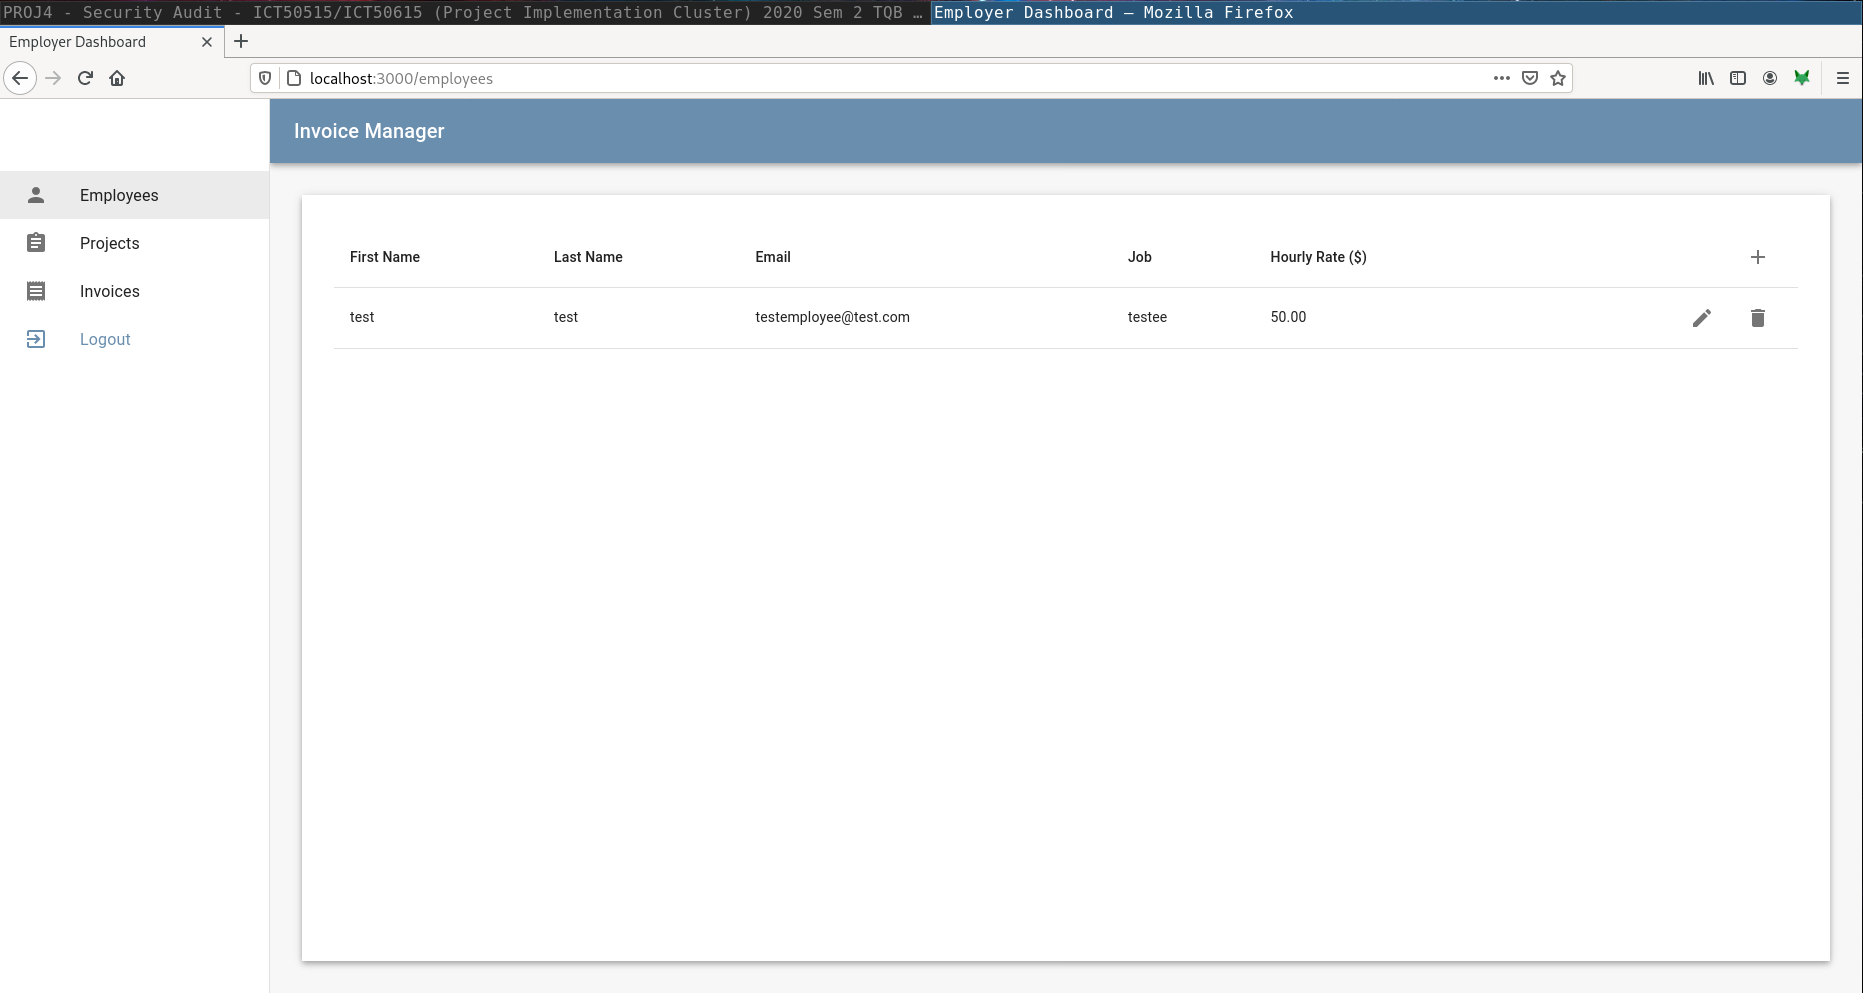 PROJ4 - Security Audit - ICT50515/ICT50615 (Project Implementation Cluster) 2020 Sem 2 TQB …
Employer Dashboard — Mozilla Firefox
Employer Dashboard
localhost:3000/employees
Invoice Manager
Employees
Projects
Invoices
Logout
First Name Last Name Email Job Hourly Rate ($)
test test testemployee@test.com testee 50.00